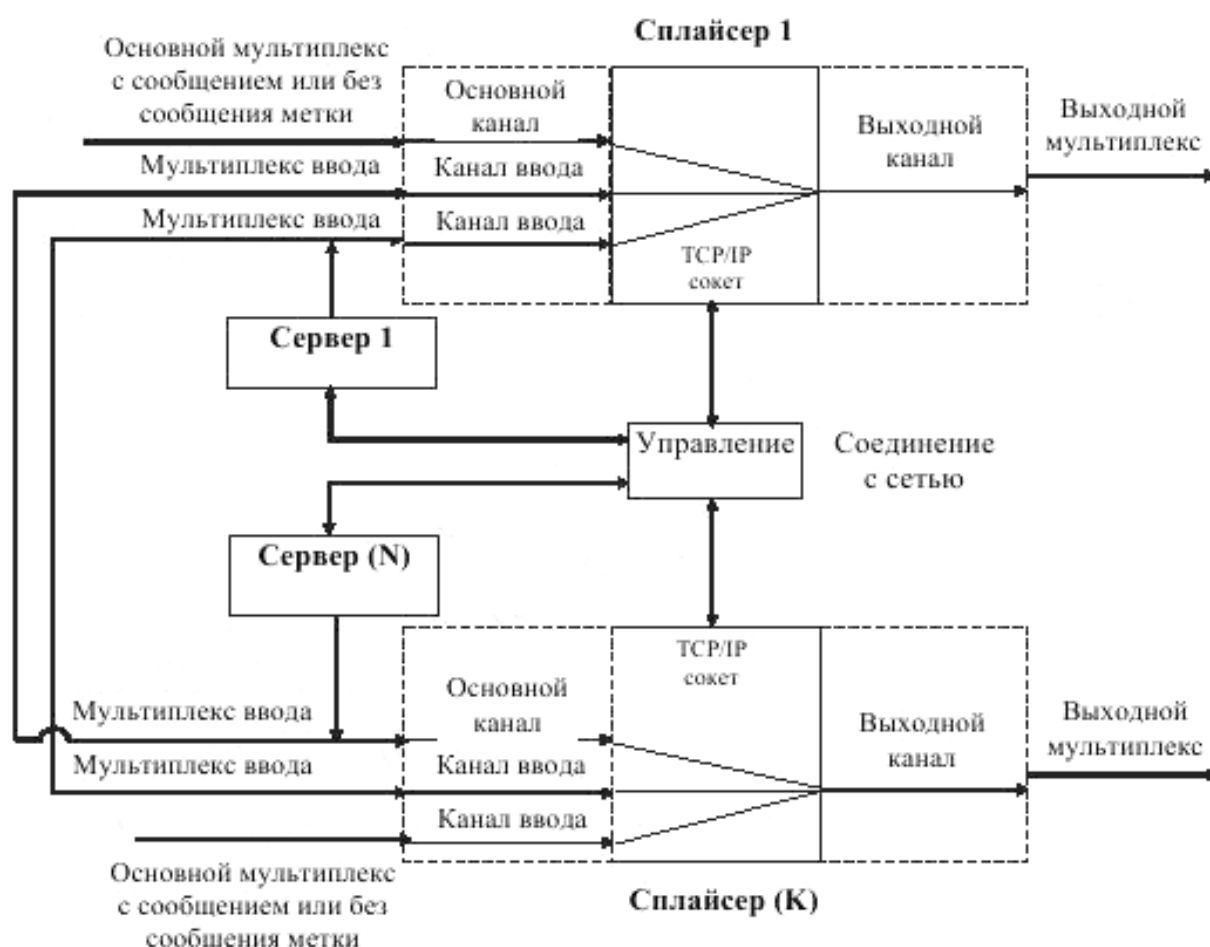 Сплайсер 1
Основной мультиплекс
с сообщением или без
сообщения метки
Основной
канал
Выходной
канал
Выходной
мультиплекс
Мультиплекс ввода
Канал ввода
Мультиплекс ввода
Канал ввода
TCP/IP
сокет
Сервер 1
Управление
Соединение
с сетью
Сервер (N)
TCP/IP
сокет
Основной
канал
Мультиплекс ввода
Выходной
канал
Выходной
мультиплекс
Мультиплекс ввода
Канал ввода
Канал ввода
Основной мультиплекс
с сообщением или без
сообщения метки
Сплайсер (K)